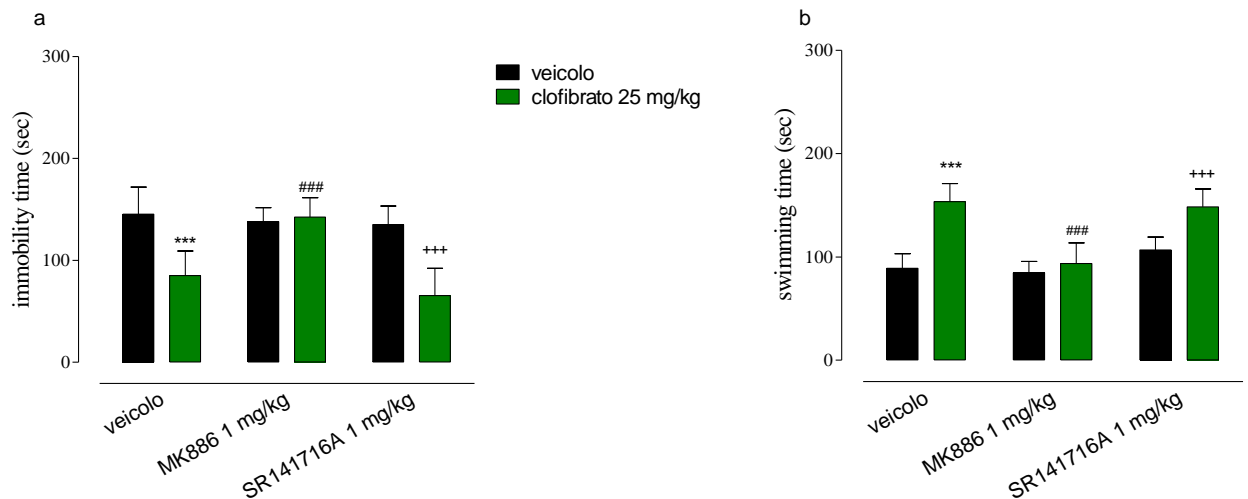 a
300
200
100
0
immobility time (sec)
***
###
+++
veicolo
MK886 1 mg/kg
SR141716A 1 mg/kg
veicolo
clofibrato 25 mg/kg
b
300
200
100
0
swimming time (sec)
***
###
+++
veicolo
MK886 1 mg/kg
SR141716A 1 mg/kg